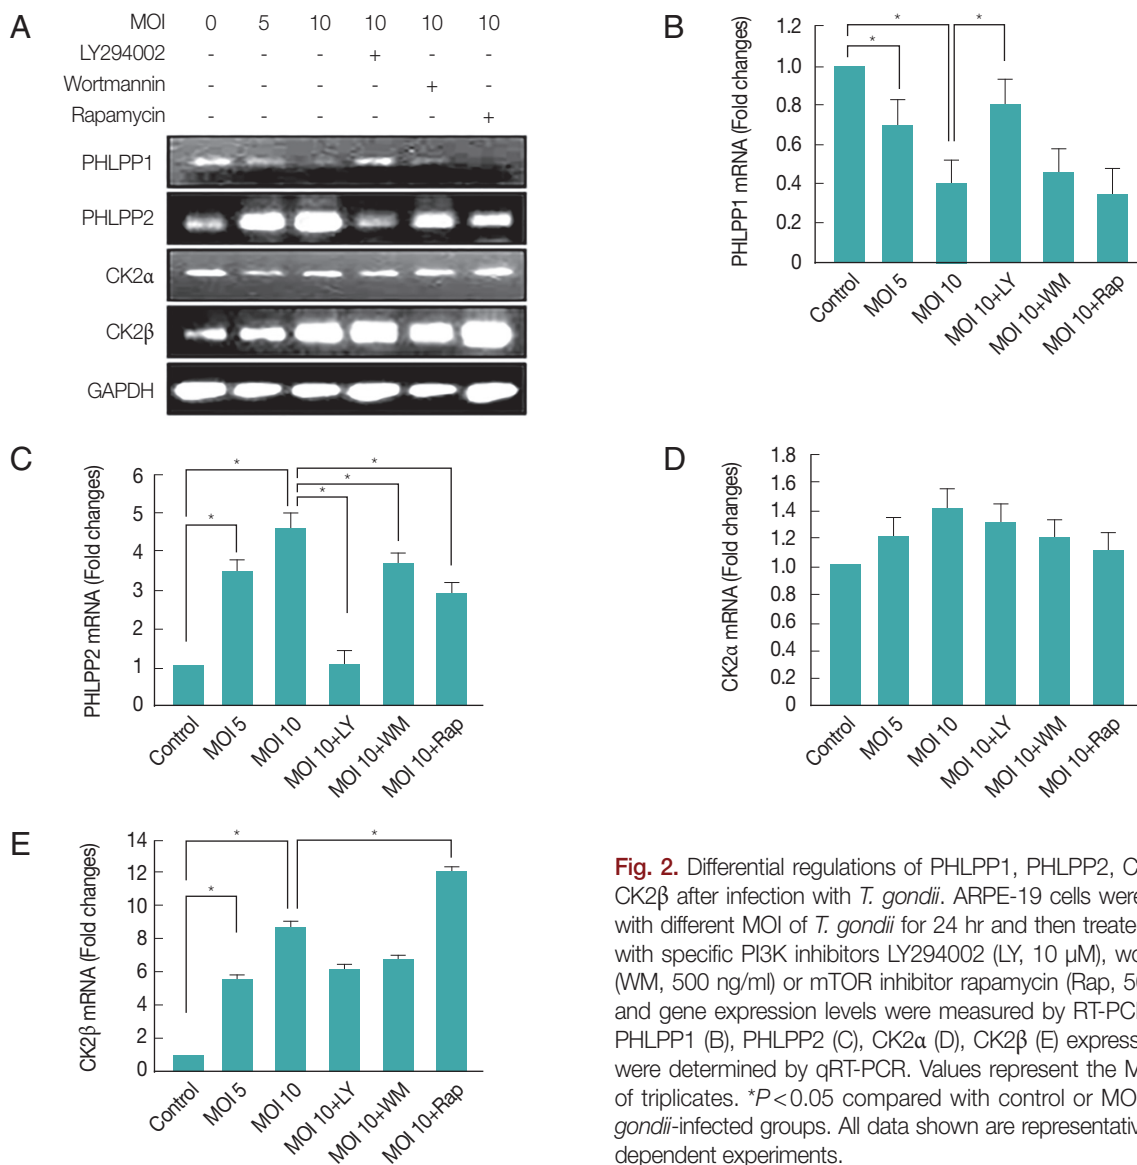 A
MOI 0 5 10 10 10 10
LY294002 - - - + - -
Wortmannin - - - - + -
Rapamycin - - - - - +
PHLPP1
PHLPP2
CK2α
CK2β
GAPDH
B
PHLPP1 mRNA (Fold changes)
1.2
1.0
0.8
0.6
0.4
0.2
0
* * *
Control MOI 5 MOI 10 MOI 10+LY MOI 10+WM MOI 10+Rap
C
PHLPP2 mRNA (Fold changes)
6
5
4
3
2
1
0
* * * * *
Control MOI 5 MOI 10 MOI 10+LY MOI 10+WM MOI 10+Rap
D
CK2α mRNA (Fold changes)
1.8
1.6
1.4
1.2
1.0
0.8
0.6
0.4
0.2
0
Control MOI 5 MOI 10 MOI 10+LY MOI 10+WM MOI 10+Rap
E
CK2β mRNA (Fold changes)
14
12
10
8
6
4
2
0
* * *
Control MOI 5 MOI 10 MOI 10+LY MOI 10+WM MOI 10+Rap
Fig. 2. Differential regulations of PHLPP1, PHLPP2, C
CK2β after infection with T. gondii. ARPE-19 cells were
with different MOI of T. gondii for 24 hr and then treate
with specific PI3K inhibitors LY294002 (LY, 10 μM), wo
(WM, 500 ng/ml) or mTOR inhibitor rapamycin (Rap, 50
and gene expression levels were measured by RT-PCR
PHLPP1 (B), PHLPP2 (C), CK2α (D), CK2β (E) express
were determined by qRT-PCR. Values represent the M
of triplicates. *P<0.05 compared with control or MOI
gondii-infected groups. All data shown are representativ
dependent experiments.